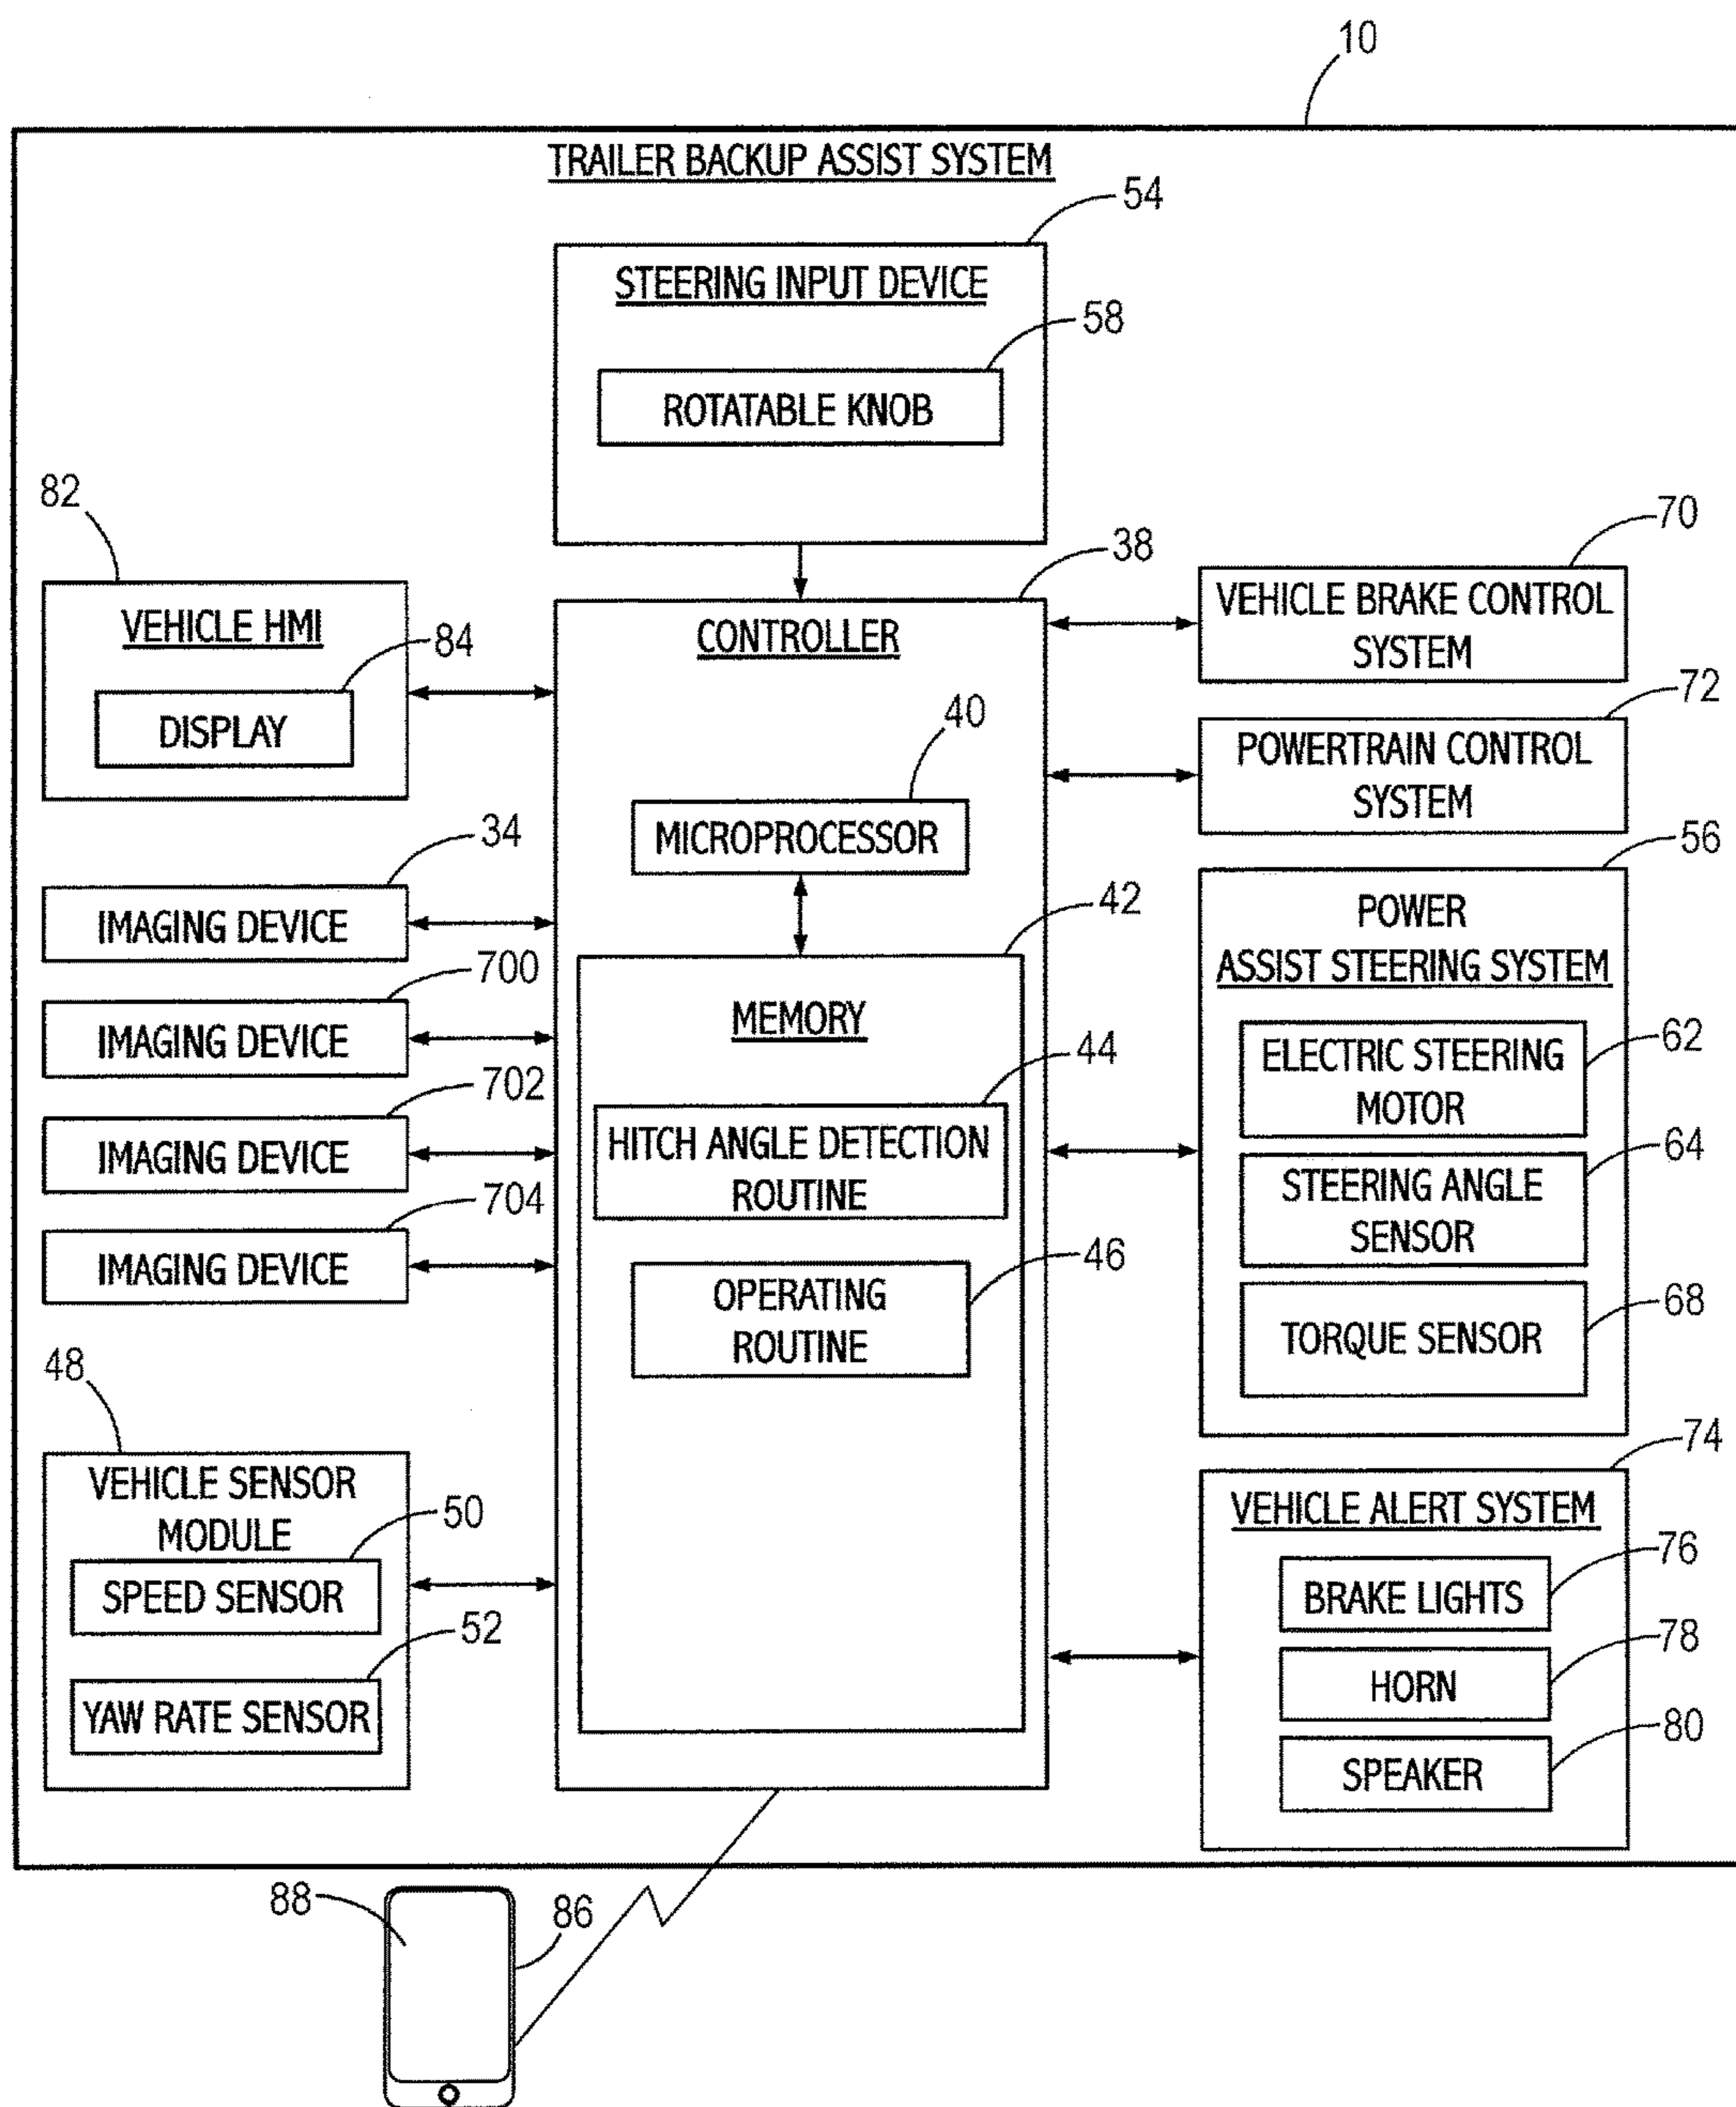 10
TRAILER BACKUP ASSIST SYSTEM
54
STEERING INPUT DEVICE
58
ROTATABLE KNOB
82
VEHICLE HMI
84
DISPLAY
34
IMAGING DEVICE
700
IMAGING DEVICE
702
IMAGING DEVICE
704
IMAGING DEVICE
48
VEHICLE SENSOR
MODULE
50
SPEED SENSOR
52
YAW RATE SENSOR
38
CONTROLLER
40
MICROPROCESSOR
42
MEMORY
44
HITCH ANGLE DETECTION
ROUTINE
46
OPERATING
ROUTINE
70
VEHICLE BRAKE CONTROL
SYSTEM
72
POWERTRAIN CONTROL
SYSTEM
56
POWER
ASSIST STEERING SYSTEM
62
ELECTRIC STEERING
MOTOR
64
STEERING ANGLE
SENSOR
68
TORQUE SENSOR
74
VEHICLE ALERT SYSTEM
76
BRAKE LIGHTS
78
HORN
80
SPEAKER
88
86